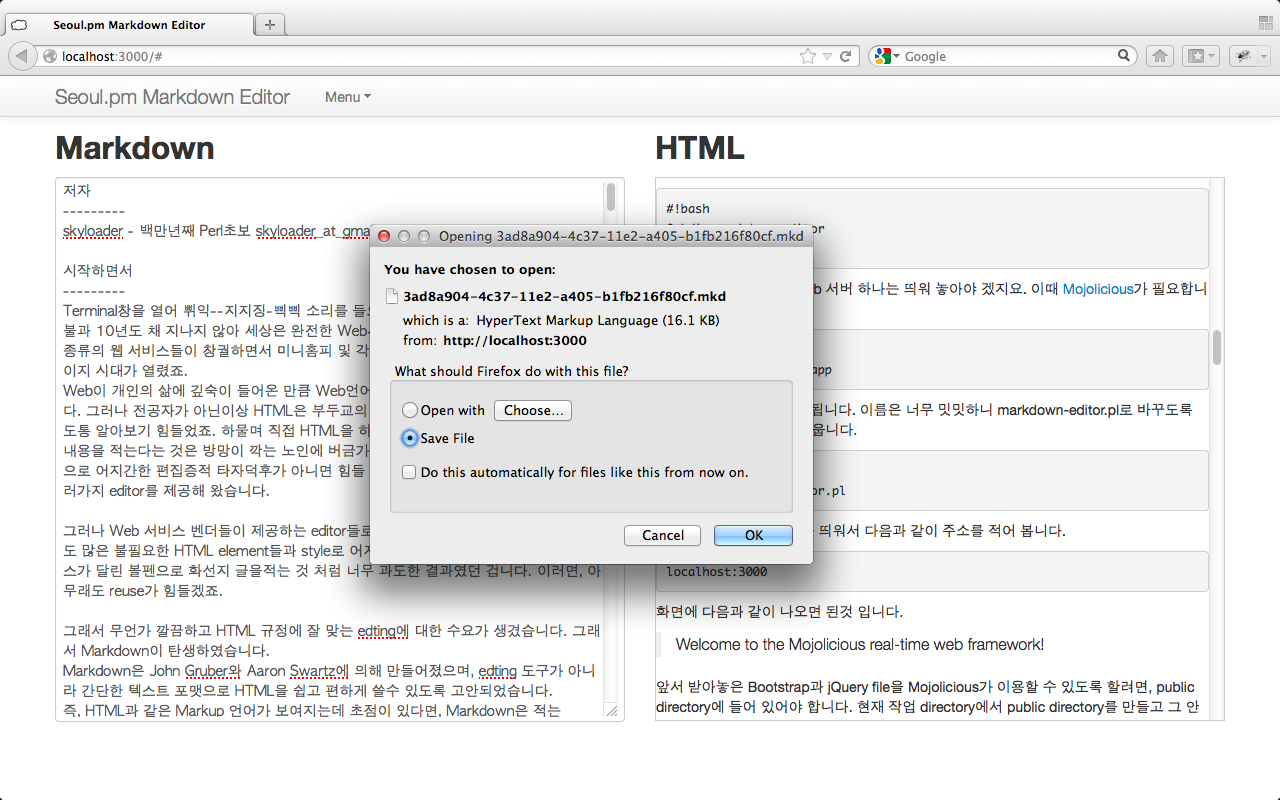 Seoul.pm Markdown Editor
localhost:3000/#
Google
Seoul.pm Markdown Editor
Menu
Markdown
저자
---------
skyloader - 백만년째 Perl초보 skyloader_at_gma
시작하면서
---------
Terminal창을 열어 뛰익--지지징-삑삑 소리를
불과 10년도 채 지나지 않아 세상은 완전한 Web
종류의 웹 서비스들이 창궐하면서 미니홈피 및 각
이지 시대가 열렸죠.
Web이 개인의 삶에 깊숙이 들어온 만큼 Web언어
다. 그러나 전공자가 아닌이상 HTML은 부두교의
도통 알아보기 힘들었죠. 하물며 직접 HTML을
내용을 적는다는 것은 방망이 깍는 노인에 버금가
으로 어지간한 편집증적 타자덕후가 아니면 힘들
러가지 editor를 제공해 왔습니다.
그러나 Web 서비스 벤더들이 제공하는 editor들로
도 많은 불필요한 HTML element들과 style로
스가 달린 볼펜으로 화선지 글을적는 것 처럼 너무 과도한 결과였던 겁니다. 이러면, 아
무래도 reuse가 힘들겠죠.
그래서 무언가 깔끔하고 HTML 규정에 잘 맞는 edting에 대한 수요가 생겼습니다. 그래
서 Markdown이 탄생하였습니다.
Markdown은 John Gruber와 Aaron Swartz에 의해 만들어졌으며, edting 도구가 아니
라 간단한 텍스트 포맷으로 HTML을 쉽고 편하게 쓸수 있도록 고안되었습니다.
즉, HTML과 같은 Markup 언어가 보여지는데 초점이 있다면, Markdown은 적는
Opening 3ad8a904-4c37-11e2-a405-b1fb216f80cf.mkd
You have chosen to open:
3ad8a904-4c37-11e2-a405-b1fb216f80cf.mkd
which is a: HyperText Markup Language (16.1 KB)
from: http://localhost:3000
What should Firefox do with this file?
Open with Choose...
Save File
Do this automatically for files like this from now on.
Cancel OK
HTML
#!bash
서버 하나는 띄워 놓아야 겠지요. 이때 Mojolicious가 필요합니
app
됩니다. 이름은 너무 밋밋하니 markdown-editor.pl로 바꾸도록
or.pl
띄워서 다음과 같이 주소를 적어 봅니다.
localhost:3000
화면에 다음과 같이 나오면 된것 입니다.
Welcome to the Mojolicious real-time web framework!
앞서 받아놓은 Bootstrap과 jQuery file을 Mojolicious가 이용할 수 있도록 할려면, public
directory에 들어 있어야 합니다. 현재 작업 directory에서 public directory를 만들고 그 안